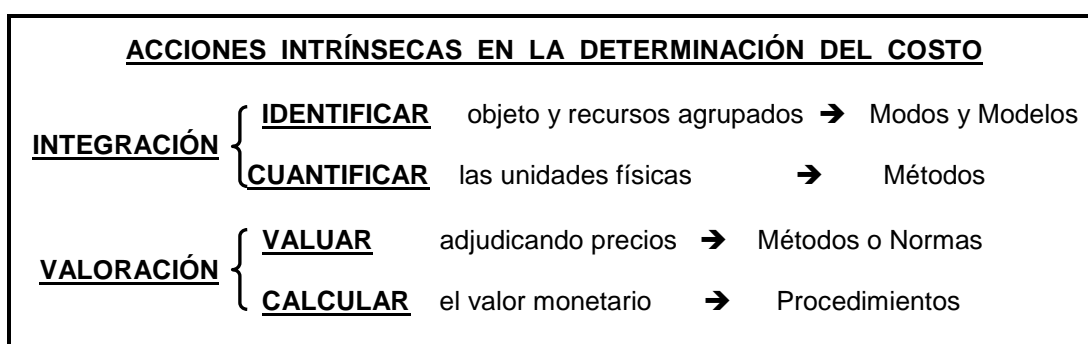 ACCIONES INTRÍNSECAS EN LA DETERMINACIÓN DEL COSTO
INTEGRACIÓN
IDENTIFICAR objeto y recursos agrupados ➔ Modos y Modelos
CUANTIFICAR las unidades físicas ➔ Métodos
VALORACIÓN
VALUAR adjudicando precios ➔ Métodos o Normas
CALCULAR el valor monetario ➔ Procedimientos